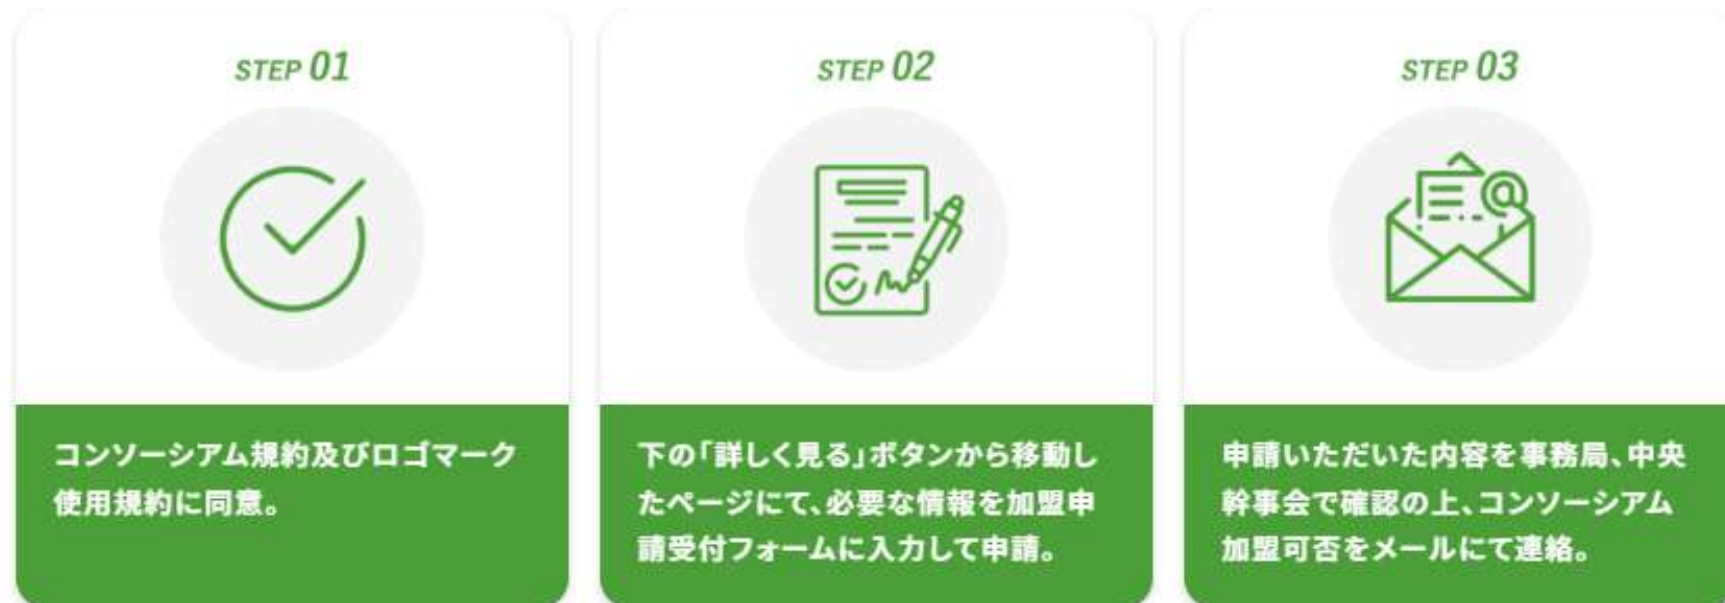 STEP 01
コンソーシアム規約及びロゴマーク
使用規約に同意。
STEP 02
下の「詳しく見る」ボタンから移動し
たページにて、必要な情報を加盟申
請受付フォームに入力して申請。
STEP 03
申請いただいた内容を事務局、中央
幹事会で確認の上、コンソーシアム
加盟可否をメールにて連絡。